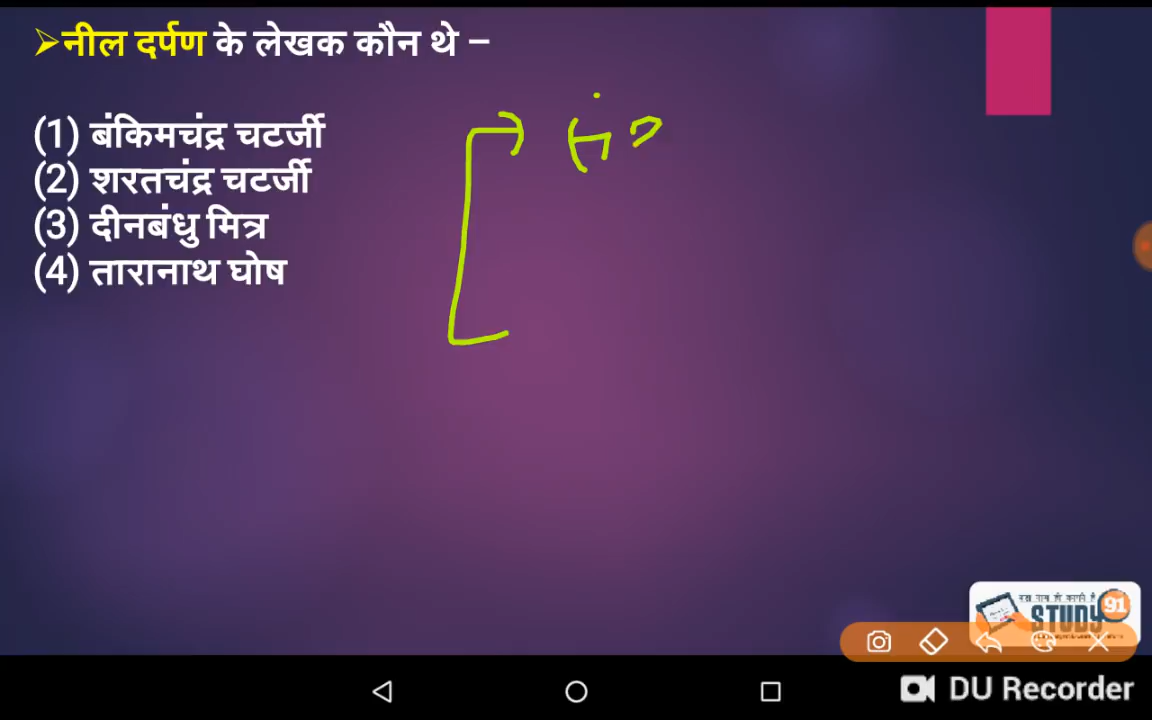 ➢नील दर्पण के लेखक कौन थे –
(1) बंकिमचंद्र चटर्जी
(2) शरतचंद्र चटर्जी
(3) दीनबंधु मित्र
(4) तारानाथ घोष
STUDY 91
DU Recorder